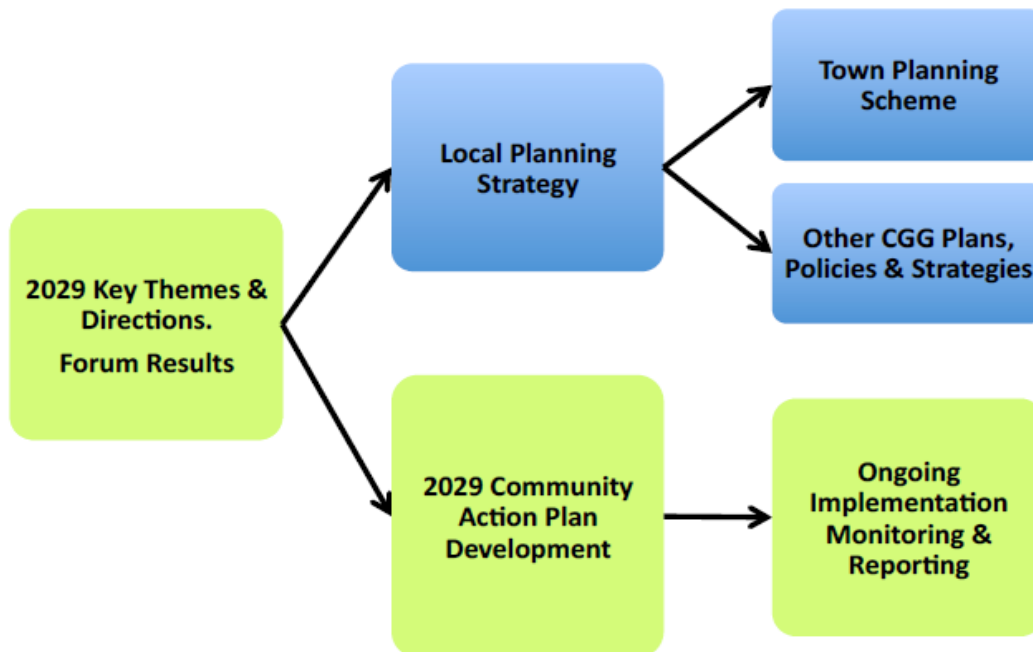 Town Planning
Scheme
Local Planning
Strategy
Other CGG Plans,
Policies & Strategies
2029 Key Themes &
Directions.
Forum Results
2029 Community
Action Plan
Development
Ongoing
Implementation
Monitoring &
Reporting